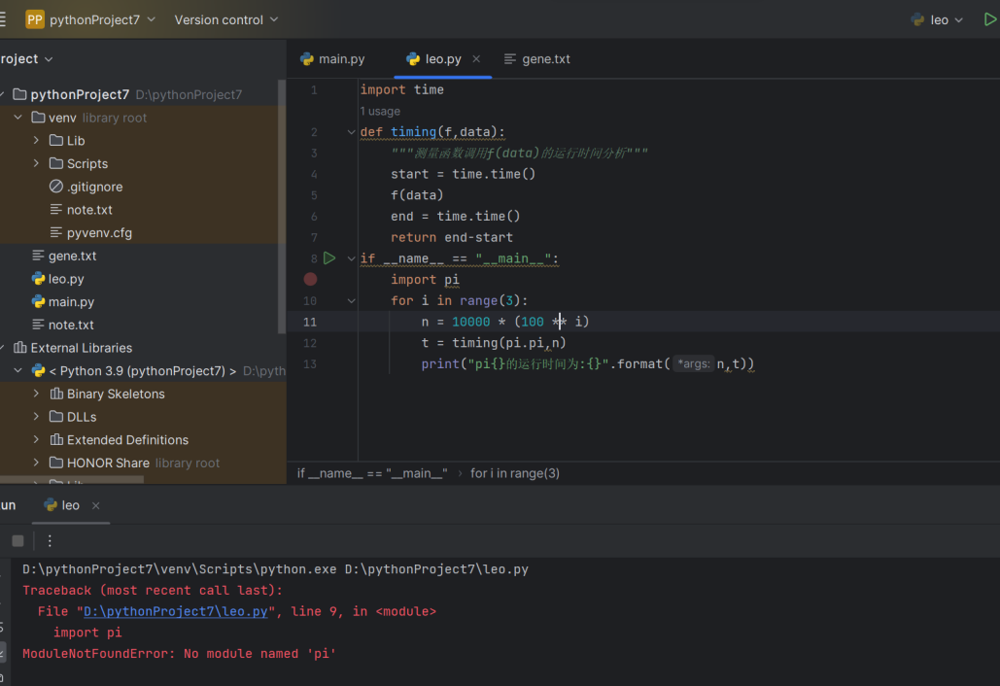 PP pythonProject7 Version control leo
roject
main.py leo.py gene.txt
pythonProject7 D:\pythonProject7
venv library root
Lib
Scripts
.gitignore
note.txt
pyvenv.cfg
gene.txt
leo.py
main.py
note.txt
External Libraries
< Python 3.9 (pythonProject7) > D:\pyth
Binary Skeletons
DLLs
Extended Definitions
HONOR Share library root
1 import time
1 usage
2 def timing(f,data):
3 """测量函数调用f(data)的运行时间分析"""
4 start = time.time()
5 f(data)
6 end = time.time()
7 return end-start
8 if __name__ == "__main__":
import pi
10 for i in range(3):
11 n = 10000 * (100 ** i)
12 t = timing(pi.pi,n)
13 print("pi{}的运行时间为:{}".format( *args: n,t))
if __name__ == "__main__" › for i in range(3)
un leo
D:\pythonProject7\venv\Scripts\python.exe D:\pythonProject7\leo.py
Traceback (most recent call last):
File "D:\pythonProject7\leo.py", line 9, in <module>
import pi
ModuleNotFoundError: No module named 'pi'